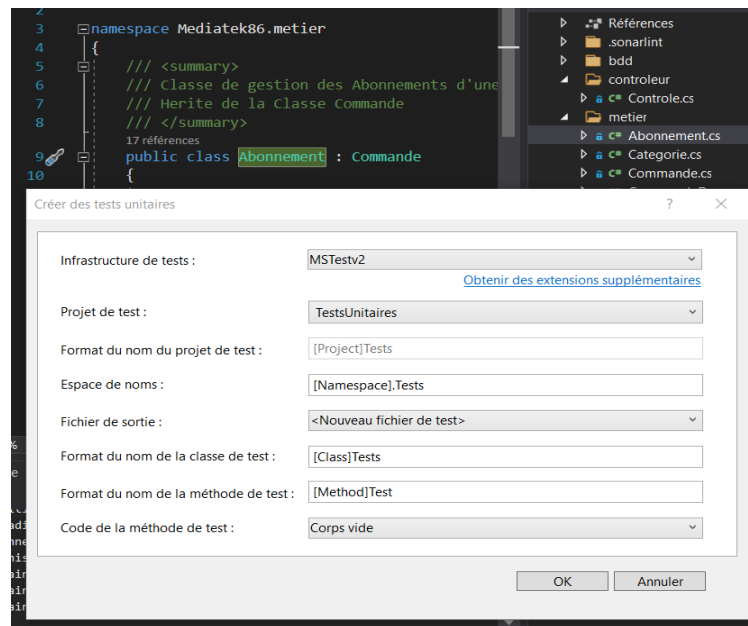 2
3 namespace Mediatek86.metier
4 {
5 /// <summary>
6 /// Classe de gestion des Abonnements d'une
7 /// Herite de la Classe Commande
8 /// </summary>
17 références
9 public class Abonnement : Commande
10 {
Références
.sonarlint
bdd
controleur
C# Controle.cs
metier
C# Abonnement.cs
C# Categorie.cs
C# Commande.cs
Créer des tests unitaires ? ×
Infrastructure de tests : MSTestv2
Obtenir des extensions supplémentaires
Projet de test : TestsUnitaires
Format du nom du projet de test : [Project]Tests
Espace de noms : [Namespace].Tests
Fichier de sortie : <Nouveau fichier de test>
Format du nom de la classe de test : [Class]Tests
Format du nom de la méthode de test : [Method]Test
Code de la méthode de test : Corps vide
OK Annuler